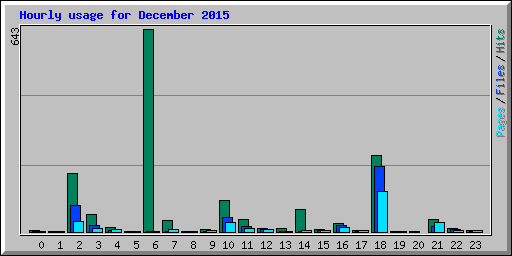 Hourly usage for December 2015
643
Pages/Files/Hits
0 1 2 3 4 5 6 7 8 9 10 11 12 13 14 15 16 17 18 19 20 21 22 23